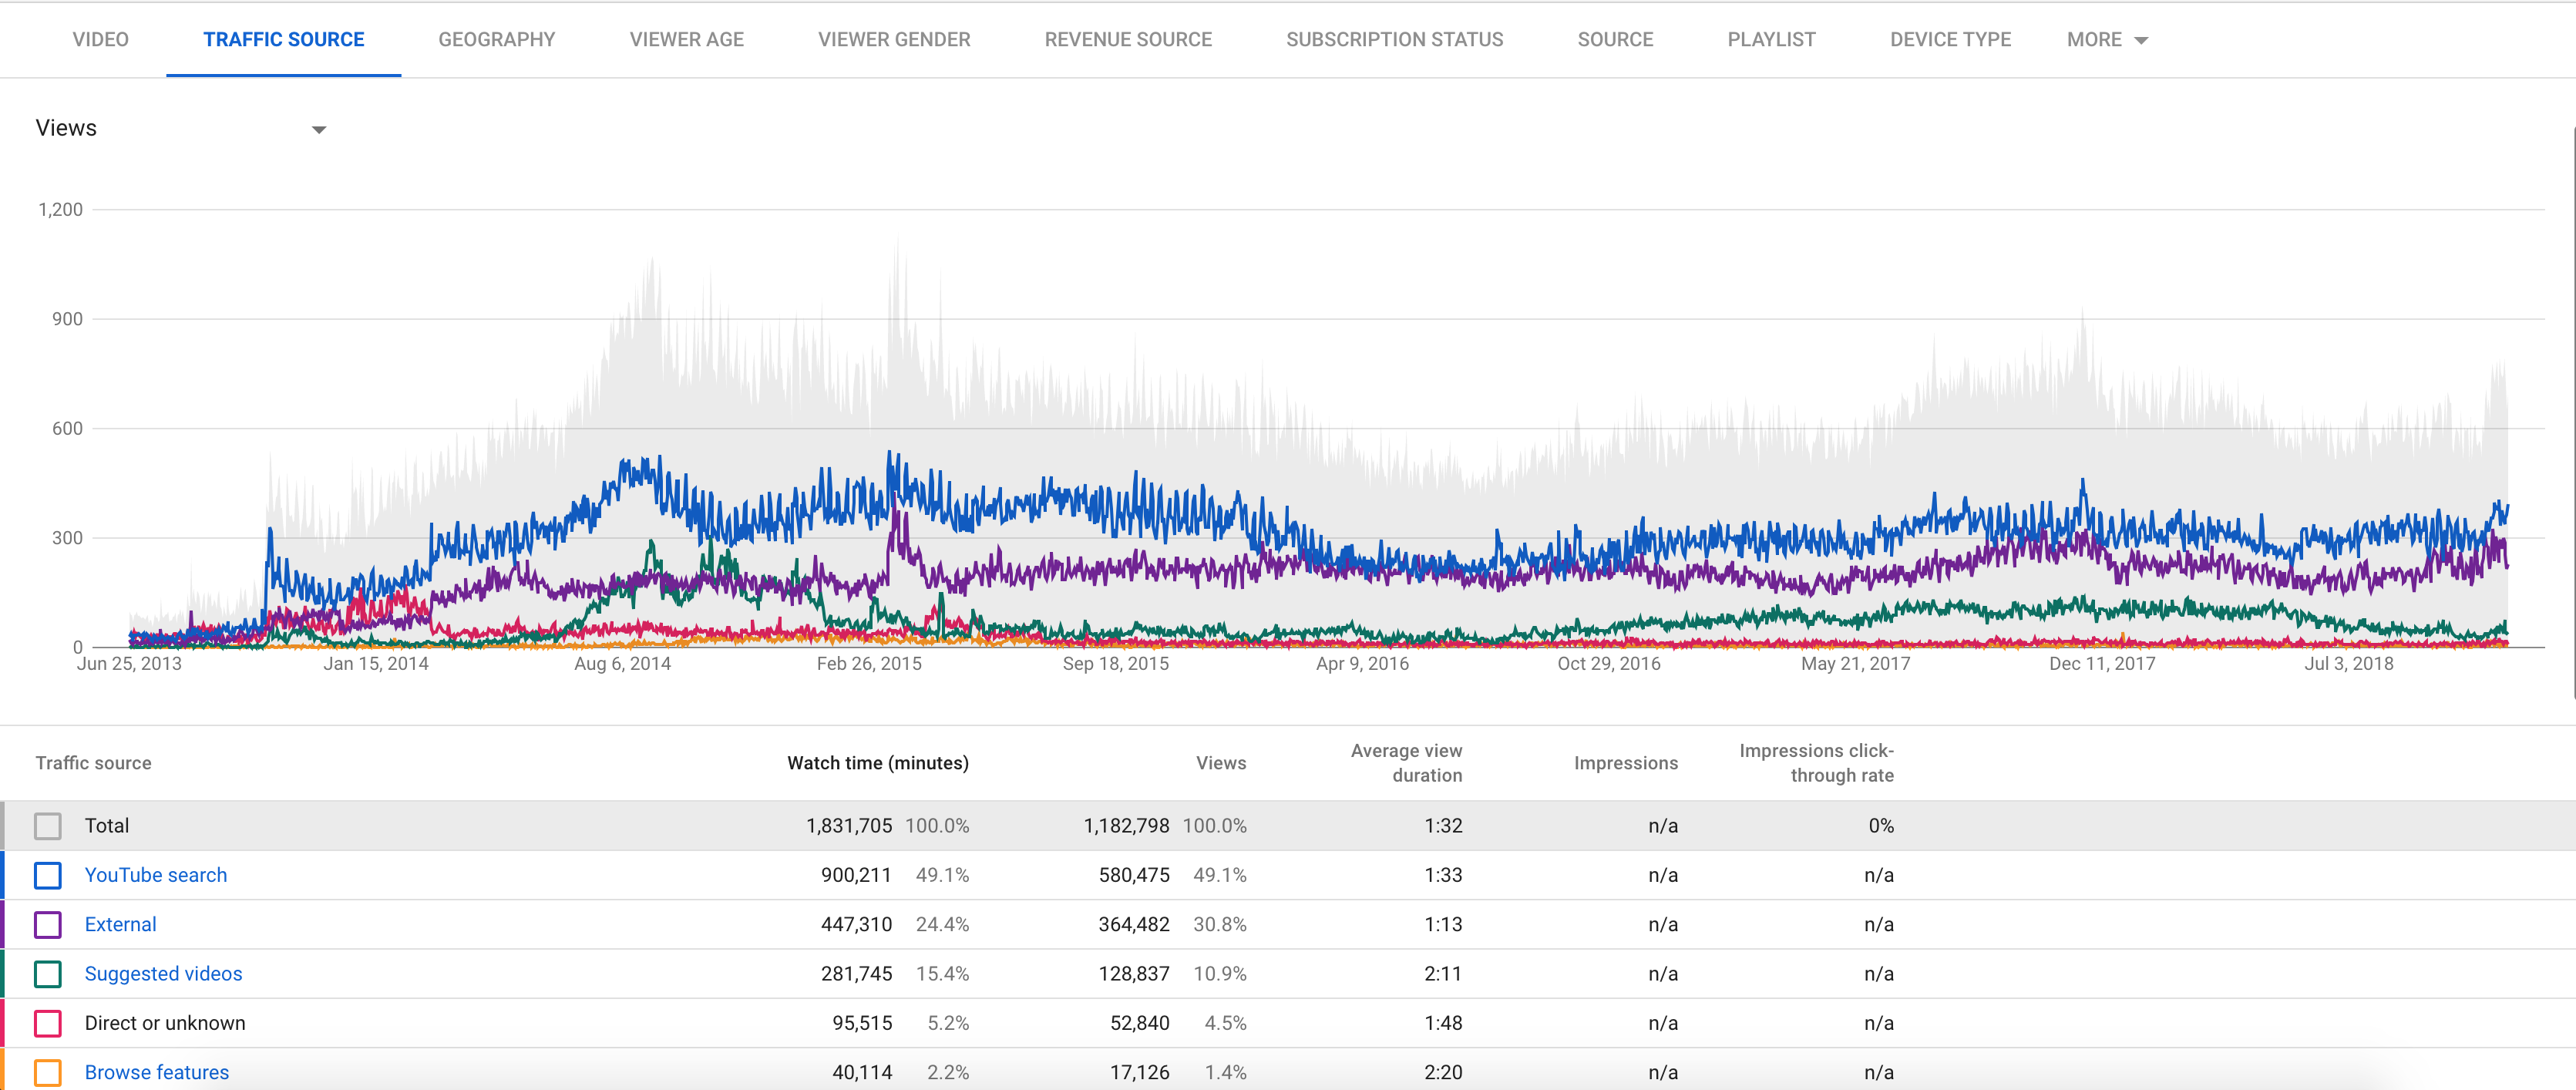 VIDEO TRAFFIC SOURCE GEOGRAPHY VIEWER AGE VIEWER GENDER REVENUE SOURCE SUBSCRIPTION STATUS SOURCE PLAYLIST DEVICE TYPE MORE
Views
1,200
900
600
300
0
Jun 25, 2013 Jan 15, 2014 Aug 6, 2014 Feb 26, 2015 Sep 18, 2015 Apr 9, 2016 Oct 29, 2016 May 21, 2017 Dec 11, 2017 Jul 3, 2018
Traffic source Watch time (minutes) Views Average view duration Impressions Impressions click-through rate
Total 1,831,705 100.0% 1,182,798 100.0% 1:32 n/a 0%
YouTube search 900,211 49.1% 580,475 49.1% 1:33 n/a n/a
External 447,310 24.4% 364,482 30.8% 1:13 n/a n/a
Suggested videos 281,745 15.4% 128,837 10.9% 2:11 n/a n/a
Direct or unknown 95,515 5.2% 52,840 4.5% 1:48 n/a n/a
Browse features 40,114 2.2% 17,126 1.4% 2:20 n/a n/a